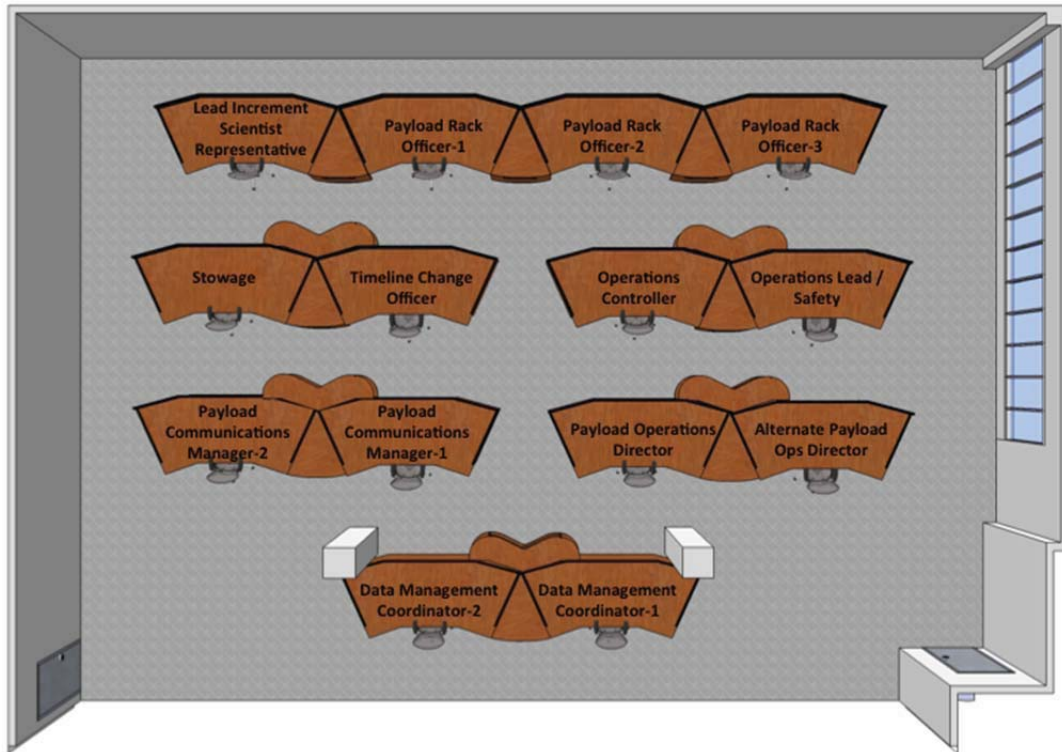 Lead Increment
Scientist
Representative
Payload Rack
Officer-1
Payload Rack
Officer-2
Payload Rack
Officer-3
Stowage
Timeline Change
Officer
Operations
Controller
Operations Lead /
Safety
Payload
Communications
Manager-2
Payload
Communications
Manager-1
Payload Operations
Director
Alternate Payload
Ops Director
Data Management
Coordinator-2
Data Management
Coordinator-1